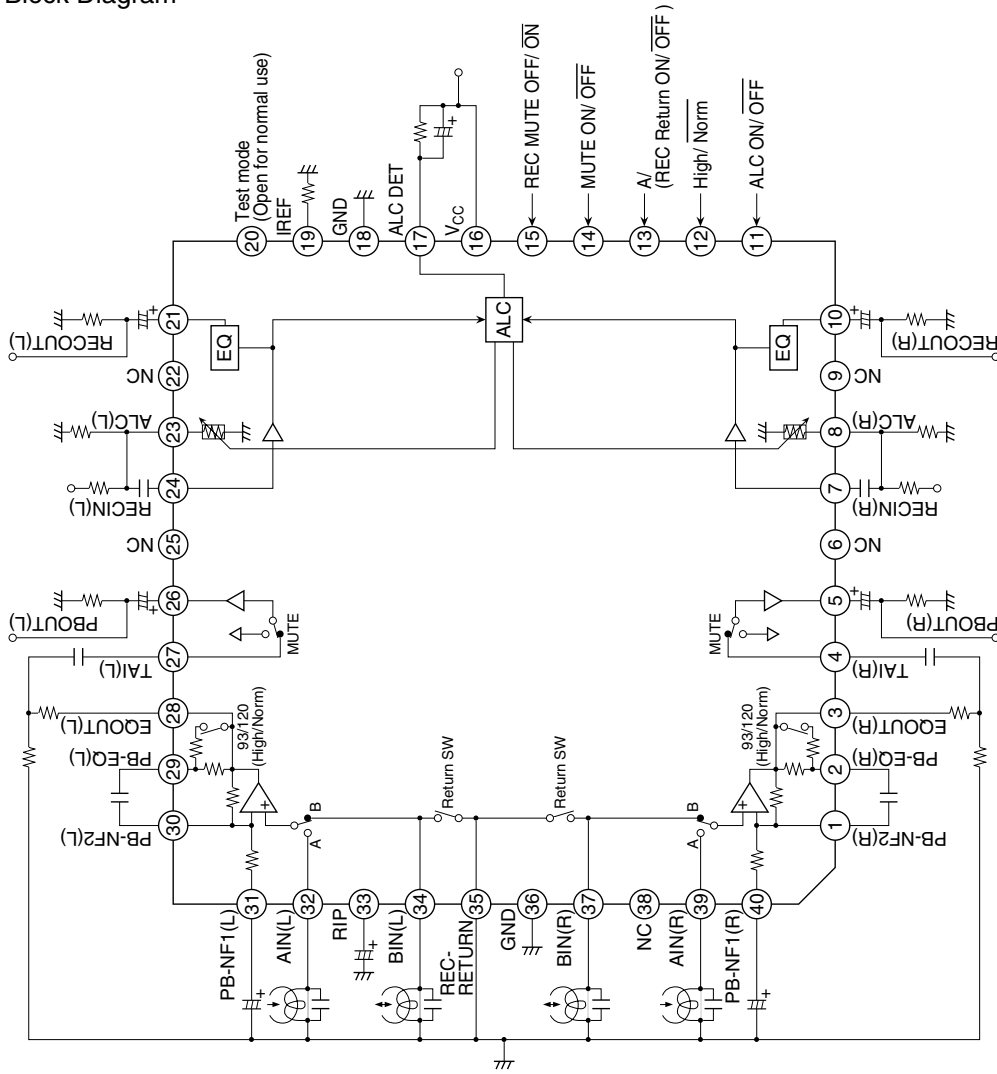 Block Diagram
Test mode
(Open for normal use)
20
IREF
19
GND
18
ALC DET
17
VCC
16
REC MUTE OFF/ ON
15
MUTE ON/ OFF
14
A/
(REC Return ON/ OFF )
13
High/ Norm
12
ALC ON/ OFF
11
RECOUT(L)
+
21
EQ
NC
22
ALC(L)
23
RECIN(L)
24
NC
25
PBOUT(L)
+
26
MUTE
TAI(L)
27
EQOUT(L)
28
93/120
(High/Norm)
PB-EQ(L)
29
PB-NF2(L)
30
+
ALC
RECOUT(R)
+
10
EQ
NC
9
ALC(R)
8
RECIN(R)
7
NC
6
PBOUT(R)
+
5
MUTE
TAI(R)
4
EQOUT(R)
3
93/120
(High/Norm)
PB-EQ(R)
2
PB-NF2(R)
1
+
A
B
Return SW
Return SW
A
B
31
PB-NF1(L)
+
32
AIN(L)
33
RIP
+
34
BIN(L)
35
REC-
RETURN
36
GND
37
BIN(R)
38
NC
39
AIN(R)
40
PB-NF1(R)
+
+